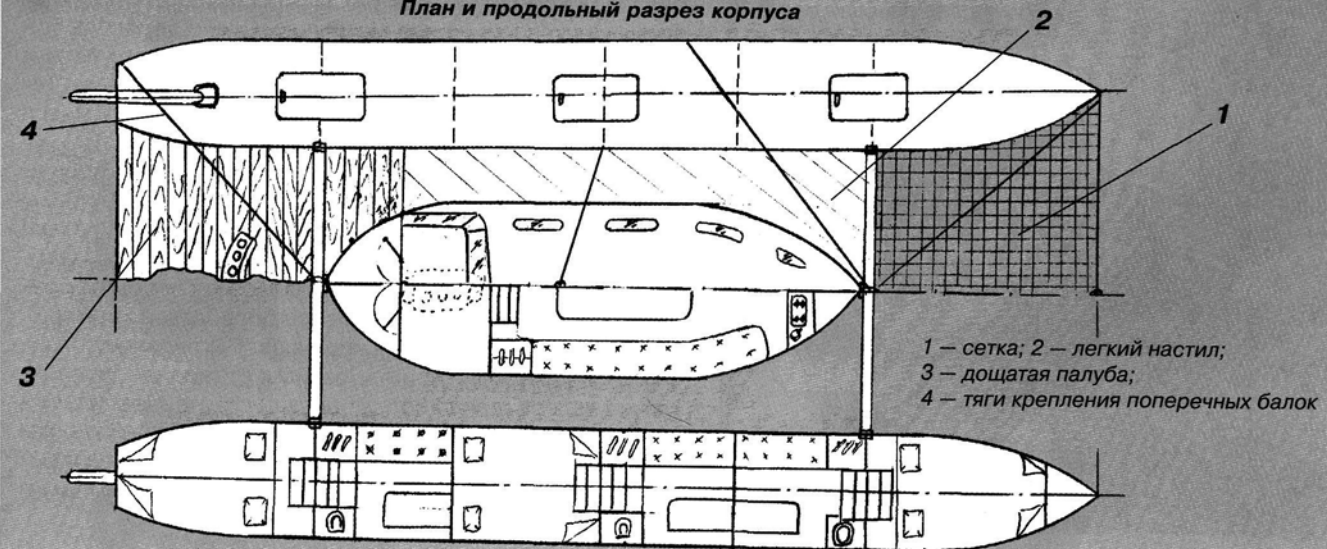 План и продольный разрез корпуса
2
4
1
3
1 — сетка; 2 — легкий настил;
3 — дощатая палуба;
4 — тяги крепления поперечных балок